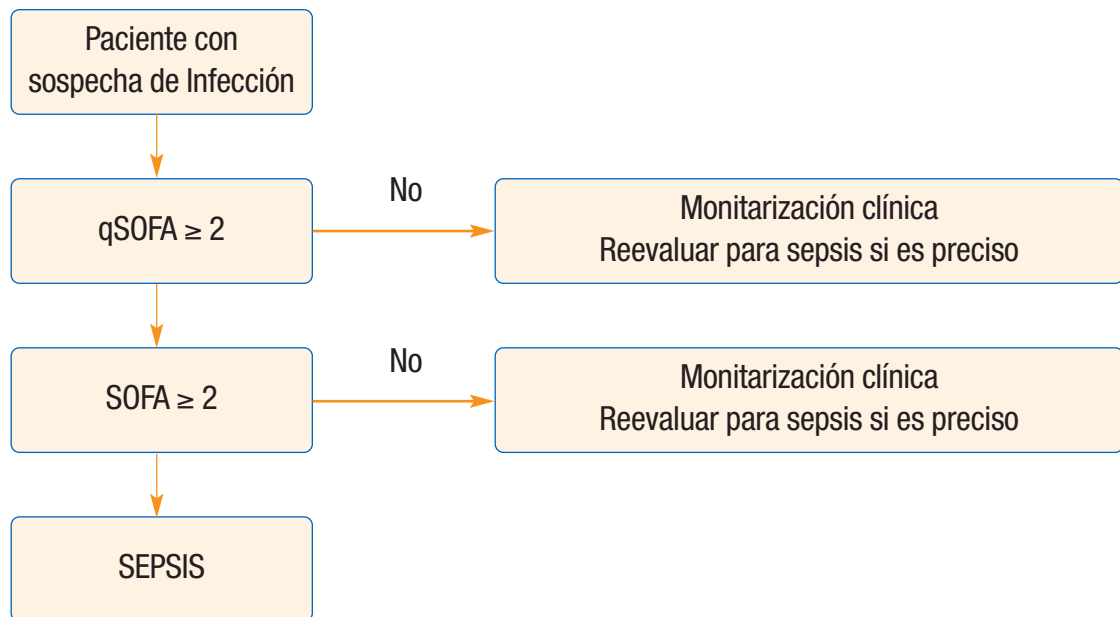 Paciente con
sospecha de Infección
qSOFA ≥ 2
No
Monitarización clínica
Reevaluar para sepsis si es preciso
SOFA ≥ 2
No
Monitarización clínica
Reevaluar para sepsis si es preciso
SEPSIS